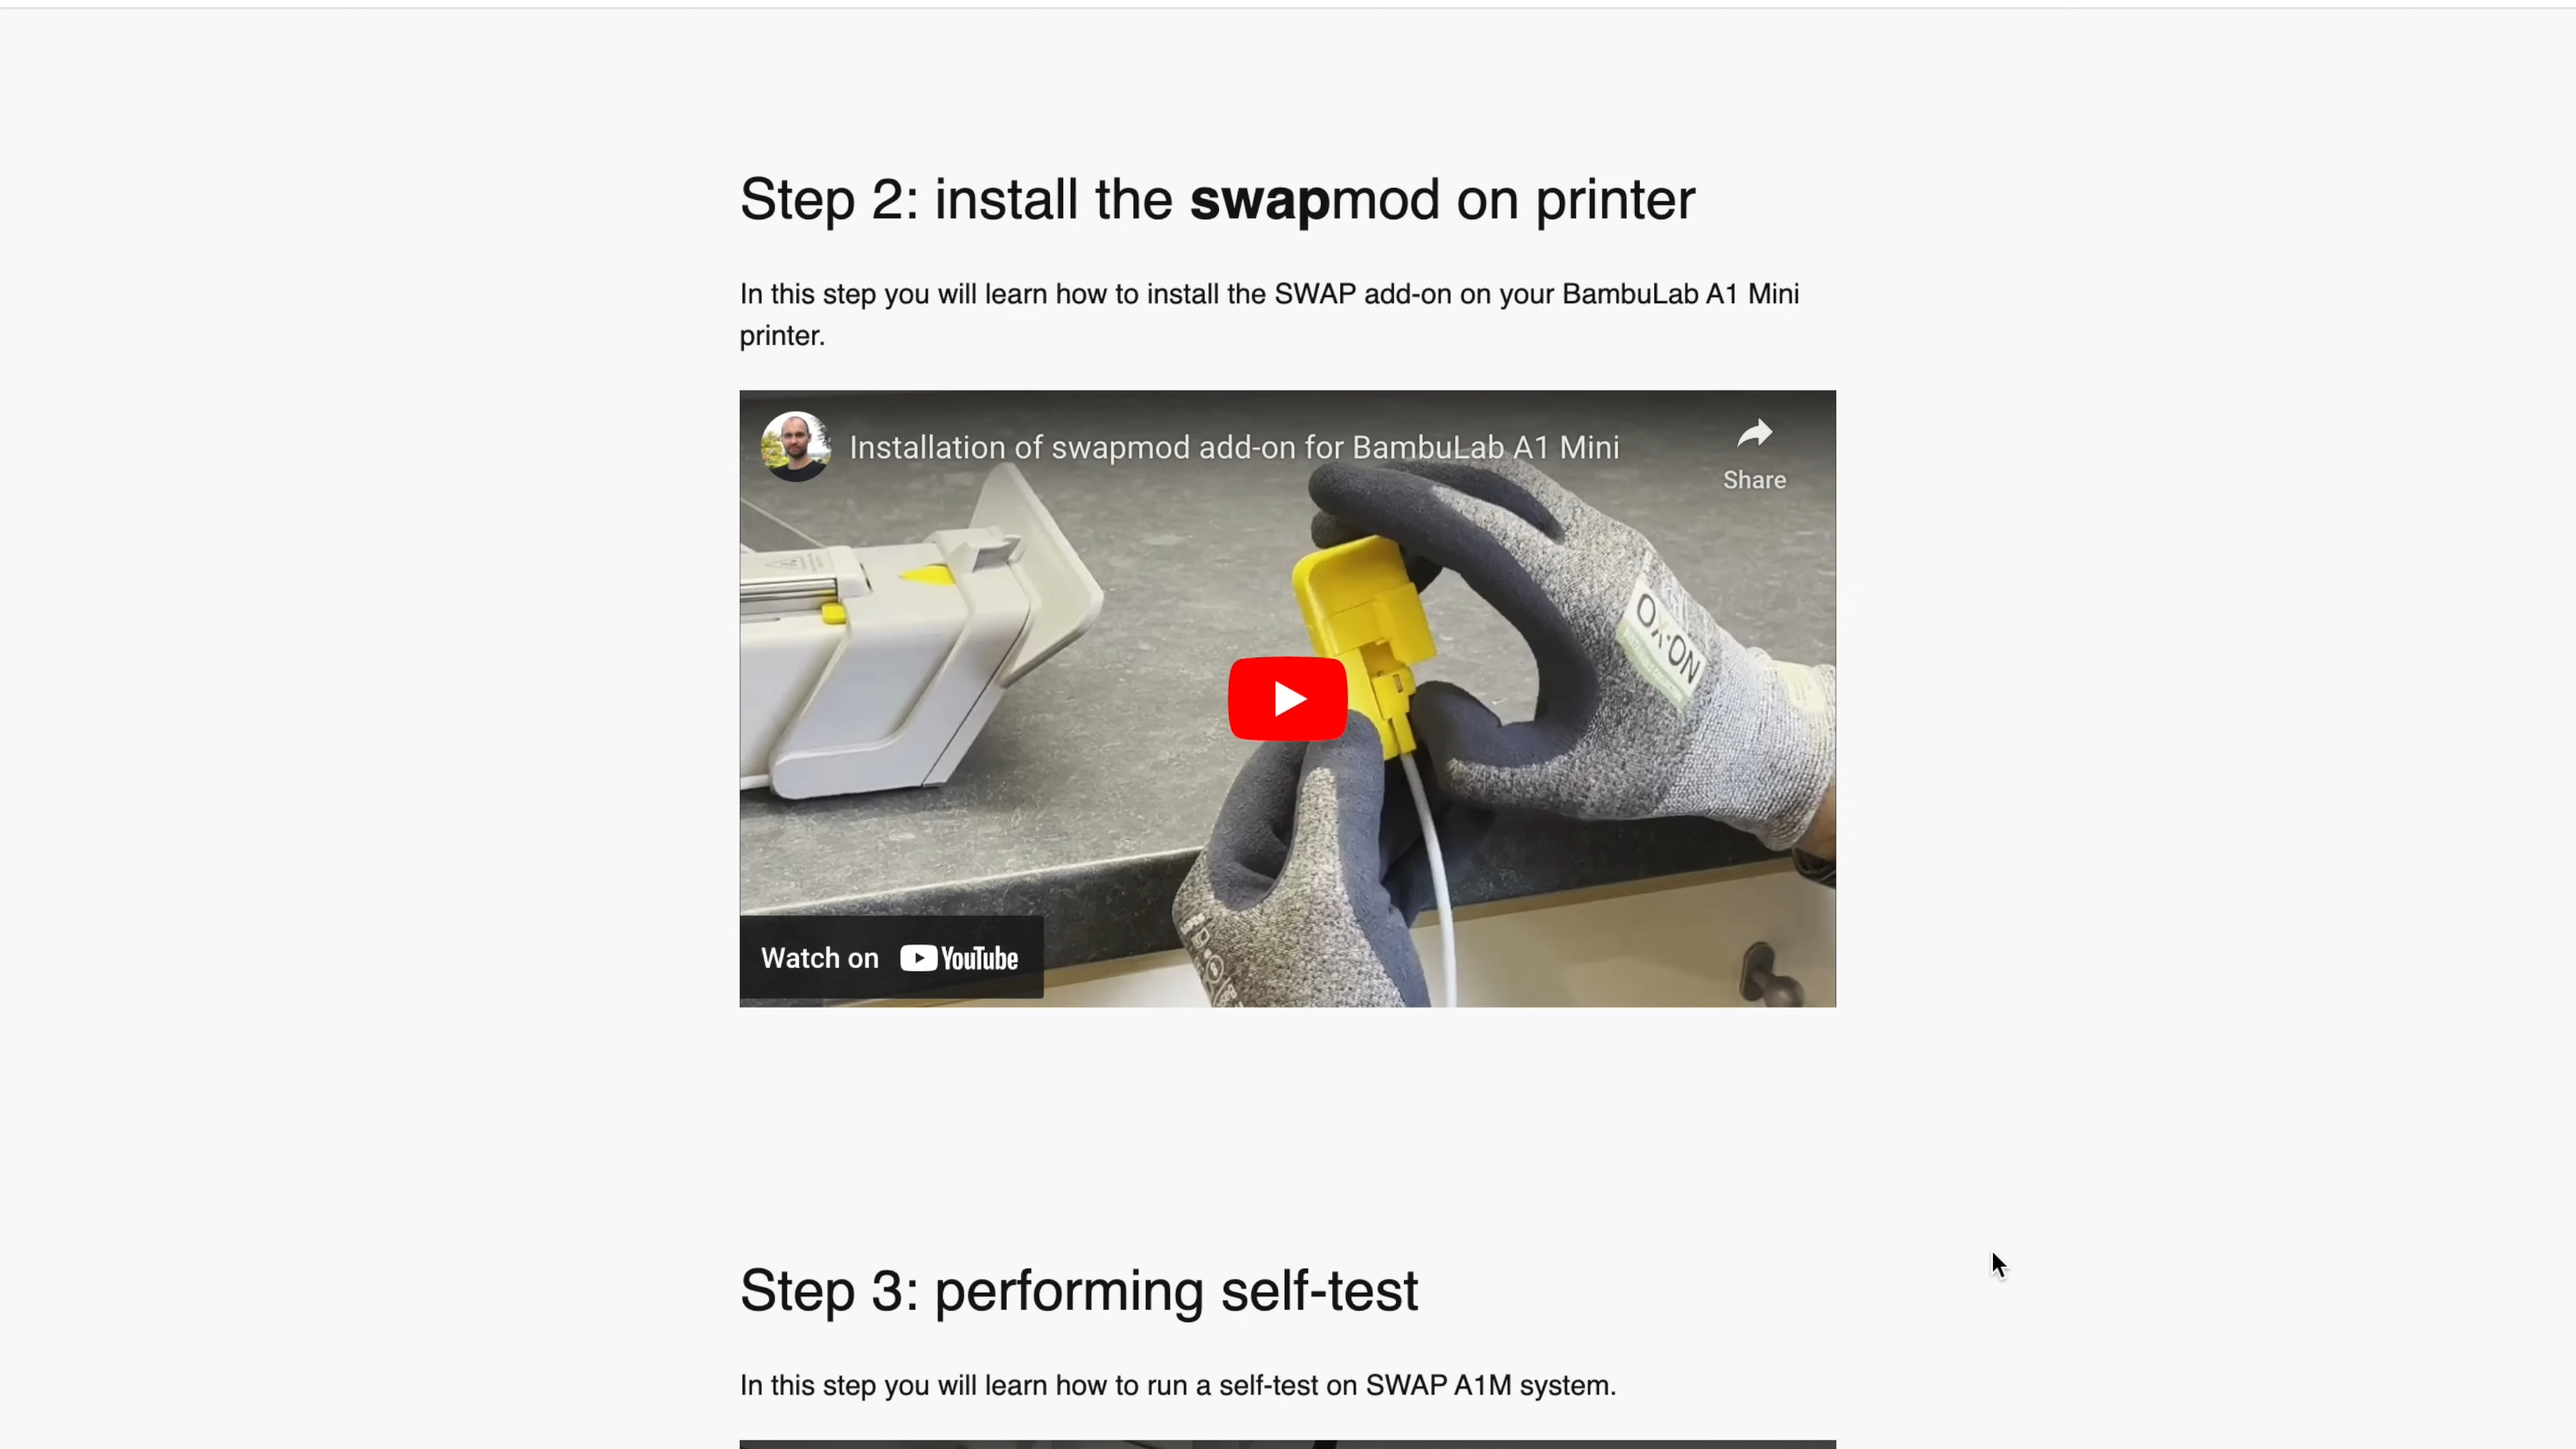 Step 2: install the swapmod on printer
In this step you will learn how to install the SWAP add-on on your BambuLab A1 Mini
printer.
Installation of swapmod add-on for BambuLab A1 Mini
Share
OX-ON
Watch on YouTube
Step 3: performing self-test
In this step you will learn how to run a self-test on SWAP A1M system.